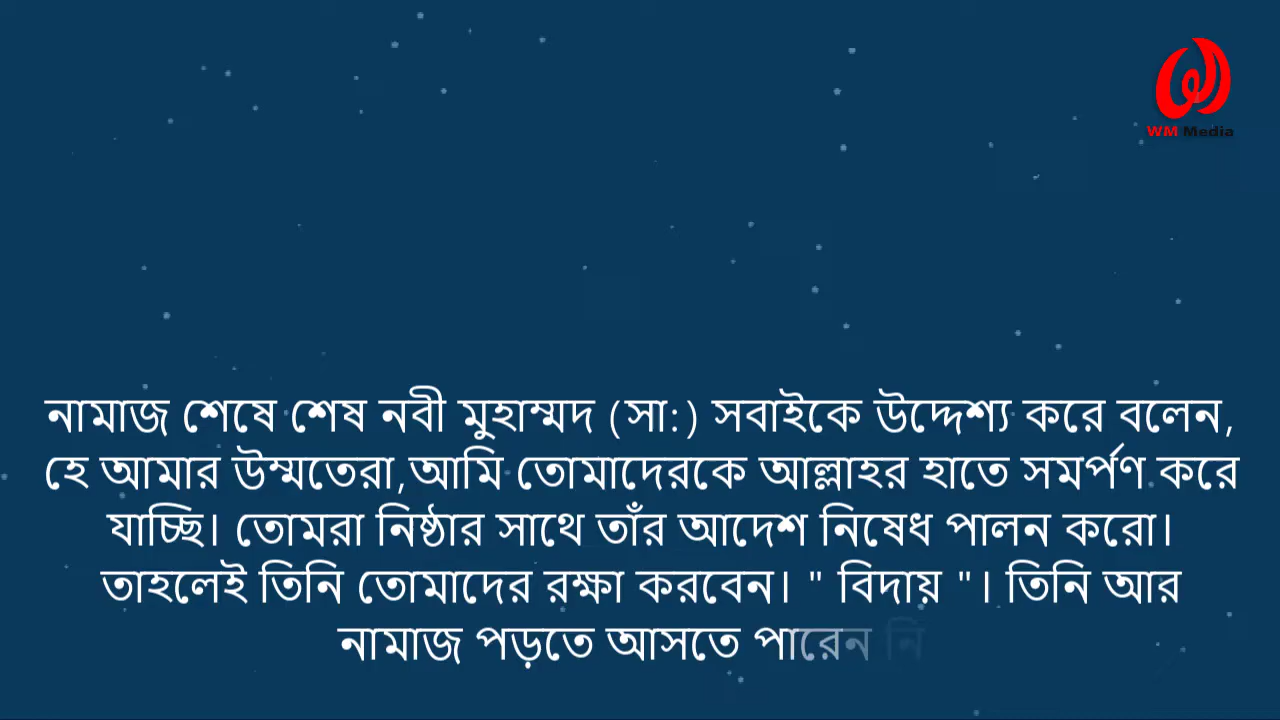 WM Media
নামাজ শেষে শেষ নবী মুহাম্মদ (সা:) সবাইকে উদ্দেশ্য করে বলেন,
হে আমার উম্মতেরা,আমি তোমাদেরকে আল্লাহর হাতে সমর্পণ করে
যাচ্ছি। তোমরা নিষ্ঠার সাথে তাঁর আদেশ নিষেধ পালন করো।
তাহলেই তিনি তোমাদের রক্ষা করবেন। " বিদায় "। তিনি আর
নামাজ পড়তে আসতে পারেন নি